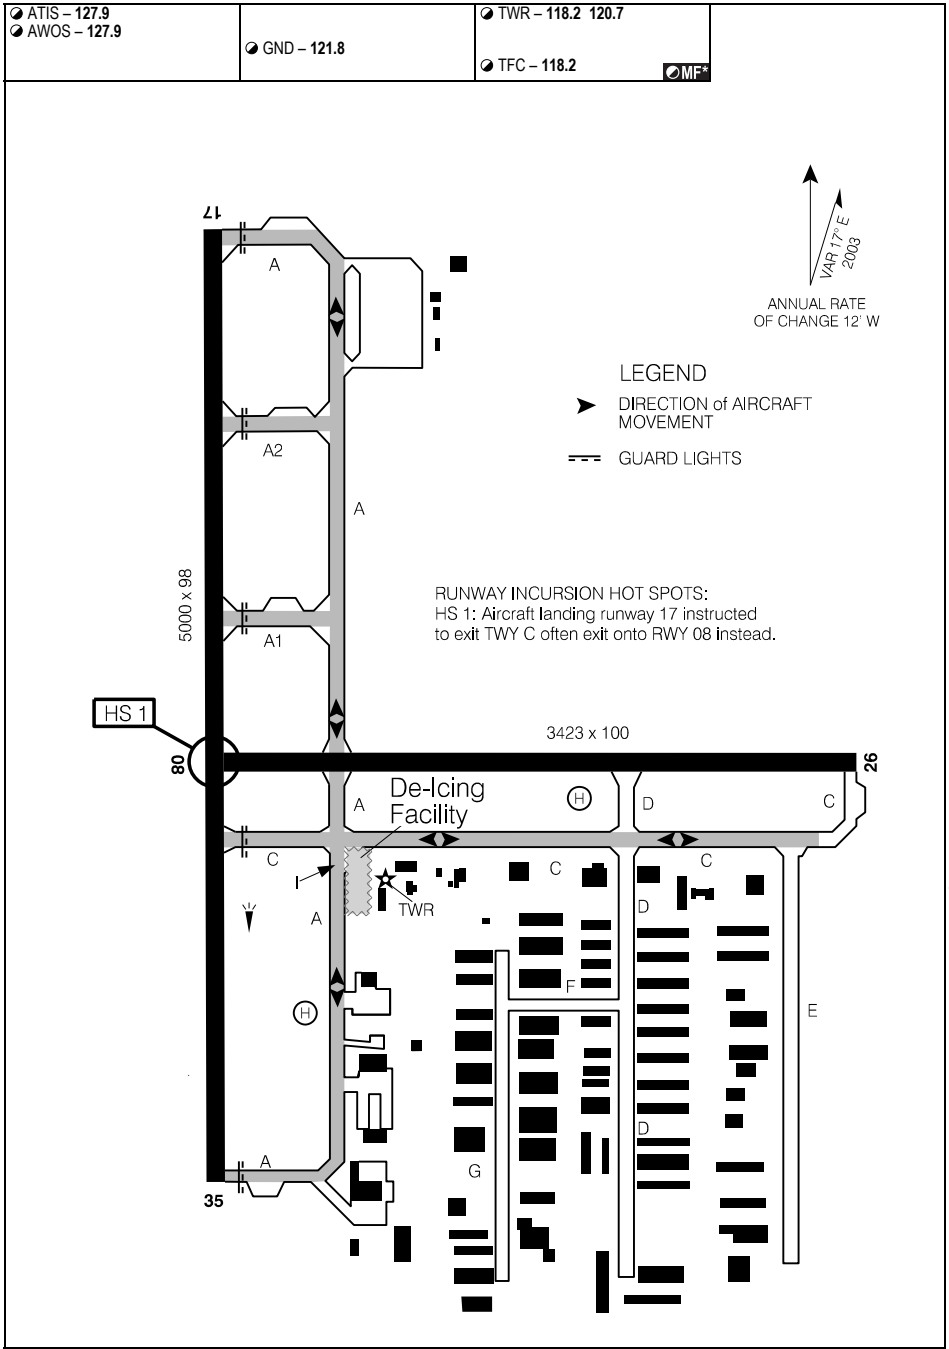 ATIS – 127.9
AWOS – 127.9
GND – 121.8
TWR – 118.2 120.7
TFC – 118.2
MF*
VAR 17° E
2003
ANNUAL RATE
OF CHANGE 12' W
17
A
LEGEND
DIRECTION of AIRCRAFT
MOVEMENT
GUARD LIGHTS
A2
A
5000 x 98
RUNWAY INCURSION HOT SPOTS:
HS 1: Aircraft landing runway 17 instructed
to exit TWY C often exit onto RWY 08 instead.
A1
HS 1
3423 x 100
08
26
De-Icing
Facility
A
H
D
C
C
C
C
I
A
TWR
D
F
H
E
D
A
G
35